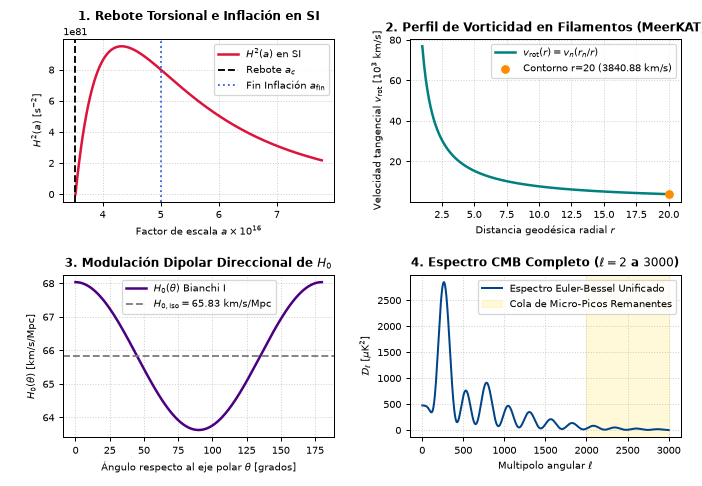 1. Rebote Torsional e Inflación en SI
1e81
H²(a) en SI
Rebote a_c
Fin Inflación a_fin
H²(a) [s⁻²]
8
6
4
2
0
4 5 6 7
Factor de escala a × 10¹⁶
2. Perfil de Vorticidad en Filamentos (MeerKAT
v_rot(r) = v_n(r_n/r)
Contorno r=20 (3840.88 km/s)
Velocidad tangencial v_rot [10³ km/s]
80
60
40
20
2.5 5.0 7.5 10.0 12.5 15.0 17.5 20.0
Distancia geodésica radial r
3. Modulación Dipolar Direccional de H₀
H₀(θ) Bianchi I
H₀,iso = 65.83 km/s/Mpc
H₀(θ) [km/s/Mpc]
68
67
66
65
64
0 25 50 75 100 125 150 175
Ángulo respecto al eje polar θ [grados]
4. Espectro CMB Completo (ℓ = 2 a 3000)
Espectro Euler-Bessel Unificado
Cola de Micro-Picos Remanentes
𝒟_ℓ [μK²]
2500
2000
1500
1000
500
0
0 500 1000 1500 2000 2500 3000
Multipolo angular ℓ